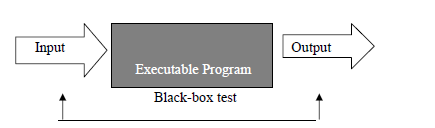 Input
Executable Program
Output
Black-box test